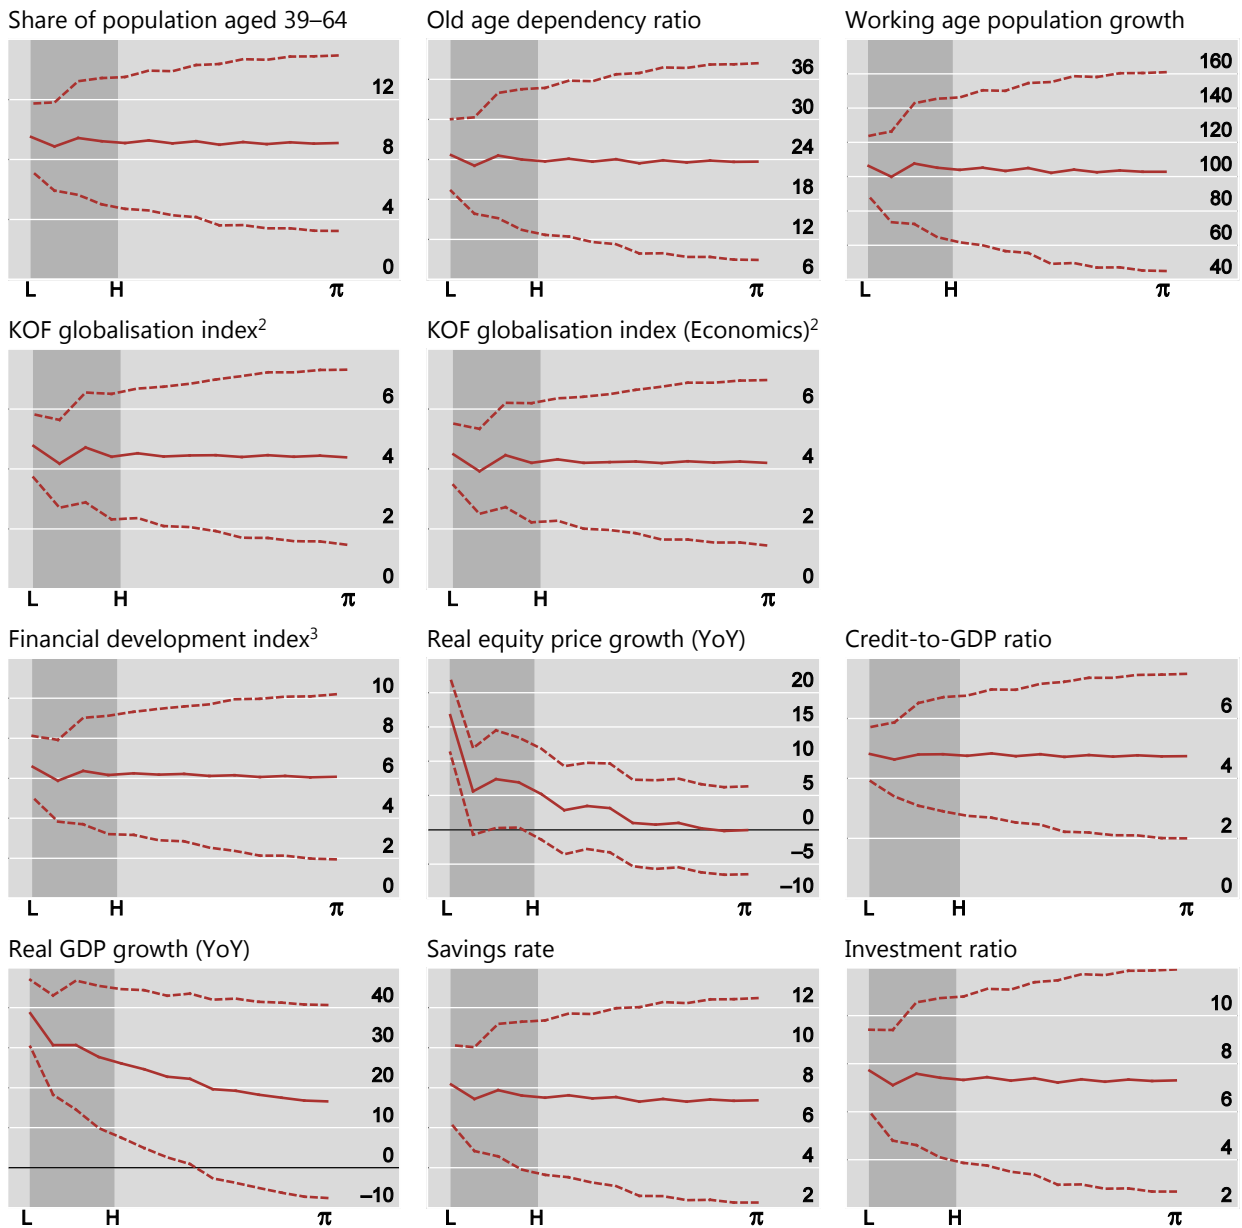 Share of population aged 39–64
12
8
4
0
L H π
Old age dependency ratio
36
30
24
18
12
6
L H π
Working age population growth
160
140
120
100
80
60
40
L H π
KOF globalisation index²
6
4
2
0
L H π
KOF globalisation index (Economics)²
6
4
2
0
L H π
Financial development index³
10
8
6
4
2
0
L H π
Real equity price growth (YoY)
20
15
10
5
0
–5
–10
L H π
Credit-to-GDP ratio
6
4
2
0
L H π
Real GDP growth (YoY)
40
30
20
10
0
–10
L H π
Savings rate
12
10
8
6
4
2
L H π
Investment ratio
10
8
6
4
2
L H π